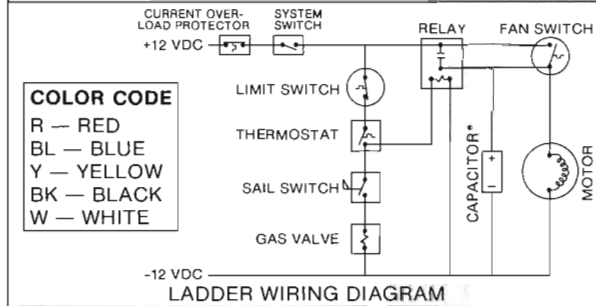 CURRENT OVER-
LOAD PROTECTOR
SYSTEM
SWITCH
RELAY
FAN SWITCH
+12 VDC
LIMIT SWITCH
COLOR CODE
R — RED
BL — BLUE
Y — YELLOW
BK — BLACK
W — WHITE
THERMOSTAT
SAIL SWITCH
GAS VALVE
CAPACITOR*
+
-
MOTOR
-12 VDC
LADDER WIRING DIAGRAM